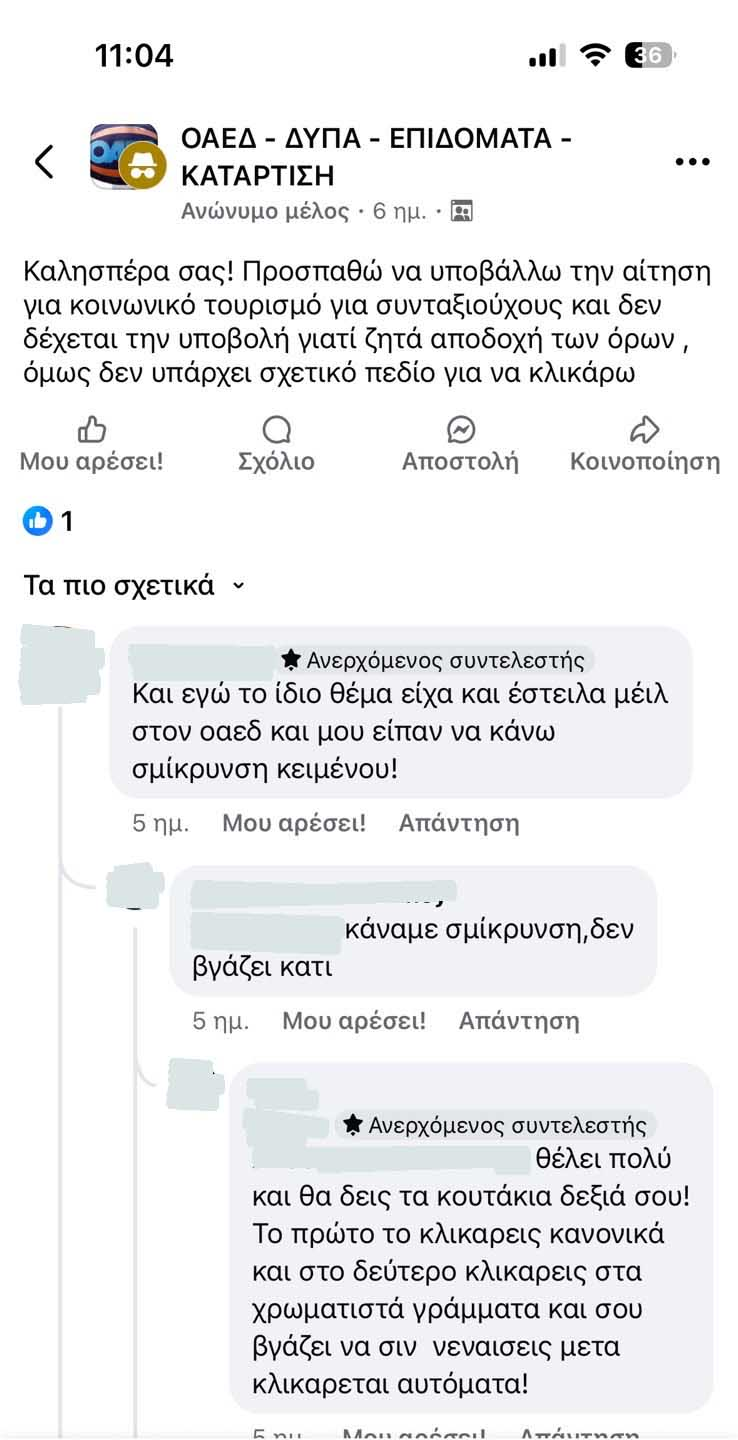 11:04
36
ΟΑΕΔ - ΔΥΠΑ - ΕΠΙΔΟΜΑΤΑ -
ΚΑΤΑΡΤΙΣΗ
Ανώνυμο μέλος · 6 ημ. ·
Καλησπέρα σας! Προσπαθώ να υποβάλλω την αίτηση
για κοινωνικό τουρισμό για συνταξιούχους και δεν
δέχεται την υποβολή γιατί ζητά αποδοχή των όρων ,
όμως δεν υπάρχει σχετικό πεδίο για να κλικάρω
Μου αρέσει! Σχόλιο Αποστολή Κοινοποίηση
1
Τα πιο σχετικά
Ανερχόμενος συντελεστής
Και εγώ το ίδιο θέμα είχα και έστειλα μέιλ
στον οαεδ και μου είπαν να κάνω
σμίκρυνση κειμένου!
5 ημ. Μου αρέσει! Απάντηση
κάναμε σμίκρυνση,δεν
βγάζει κατι
5 ημ. Μου αρέσει! Απάντηση
Ανερχόμενος συντελεστής
θέλει πολύ
και θα δεις τα κουτάκια δεξιά σου!
Το πρώτο το κλικαρεις κανονικά
και στο δεύτερο κλικαρεις στα
χρωματιστά γράμματα και σου
βγάζει να σιν νεναισεις μετα
κλικαρεται αυτόματα!
5 ημ. Μου αρέσει! Απάντηση